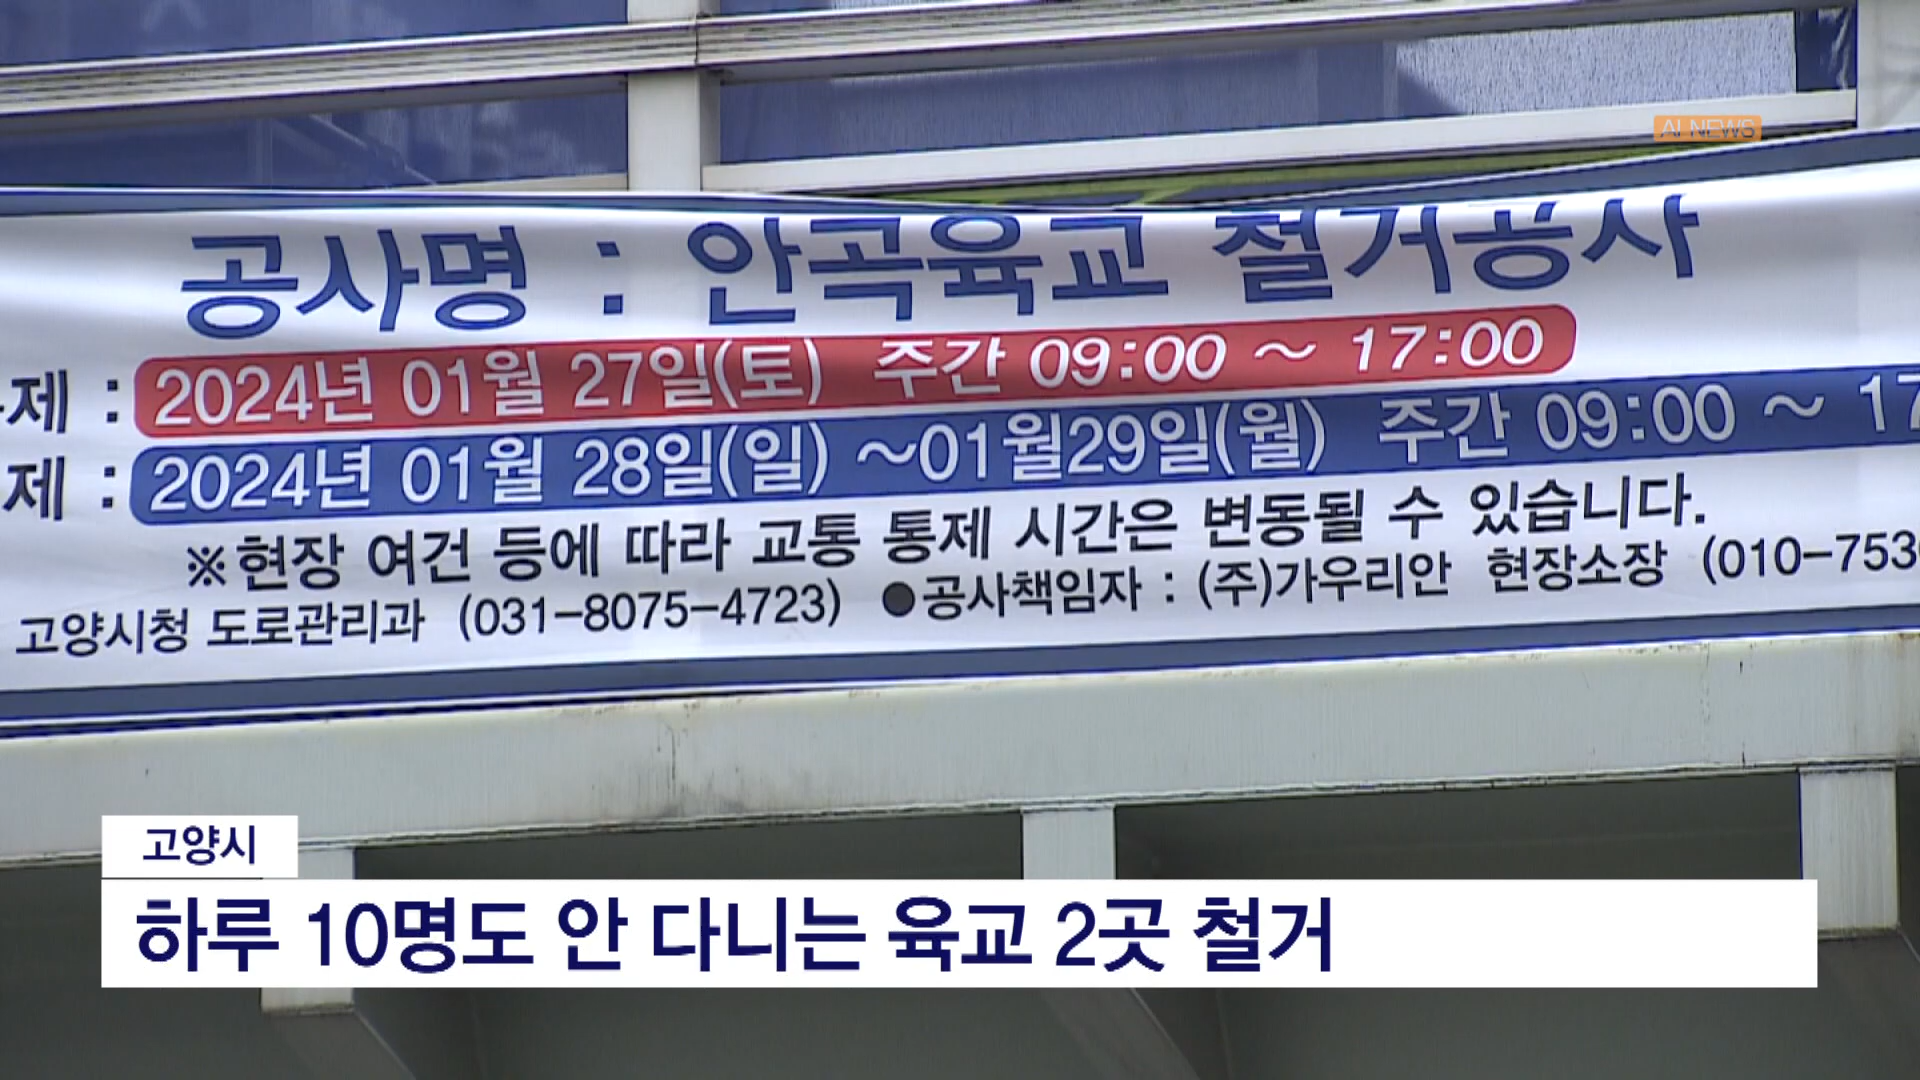 AI NEWS
공사명 : 안곡육교 철거공사
제 : 2024년 01월 27일(토) 주간 09:00 ~ 17:00
제 : 2024년 01월 28일(일) ~01월29일(월) 주간 09:00 ~ 17
※현장 여건 등에 따라 교통 통제 시간은 변동될 수 있습니다.
고양시청 도로관리과 (031-8075-4723) ●공사책임자 : (주)가우리안 현장소장 (010-753
고양시
하루 10명도 안 다니는 육교 2곳 철거